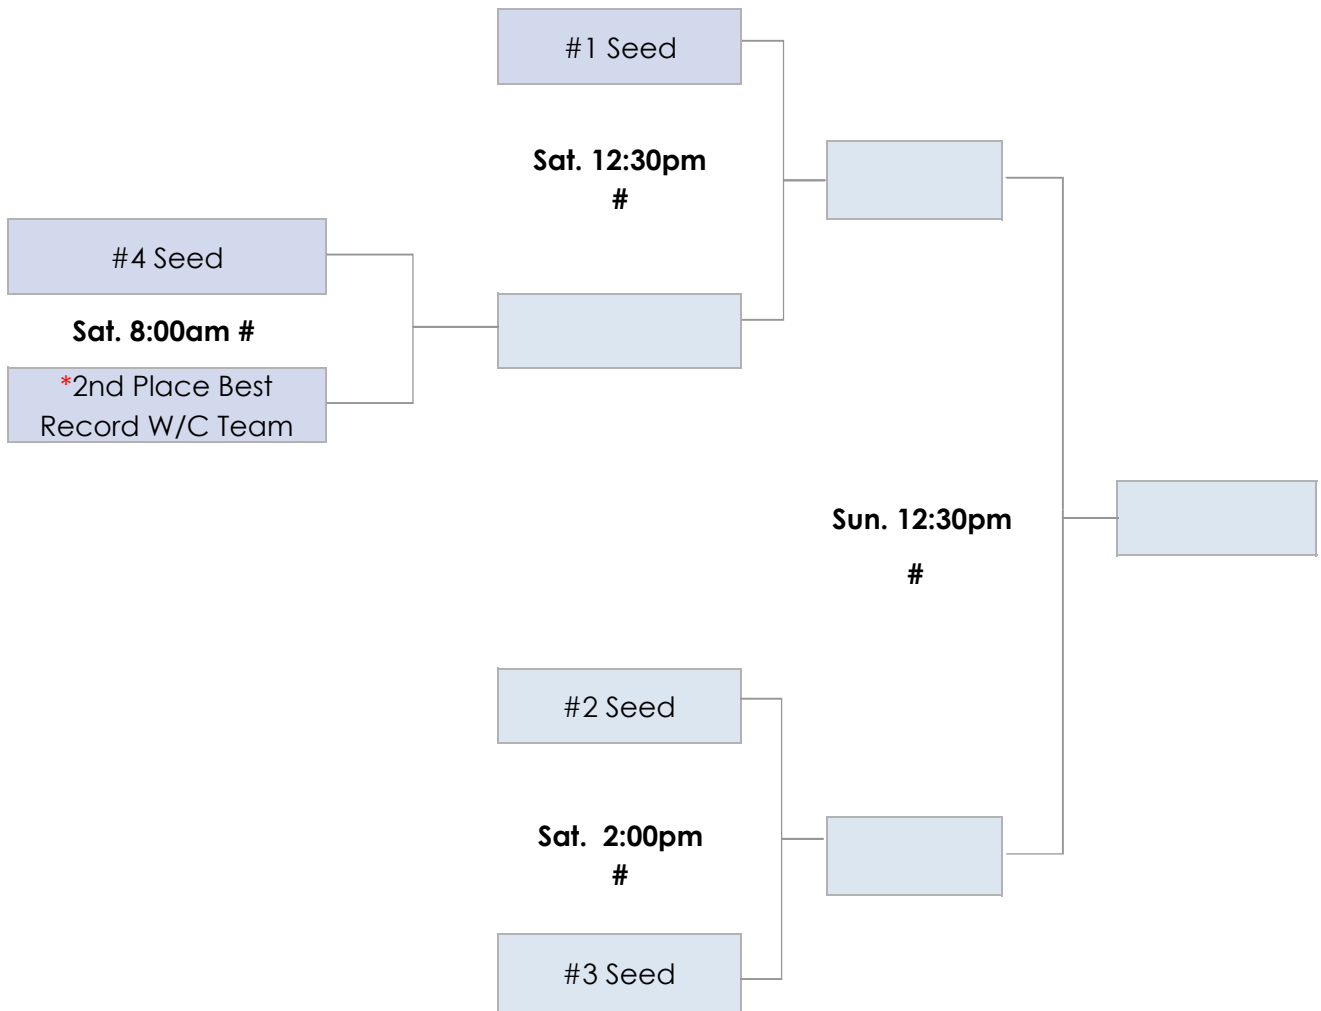 #1 Seed
Sat. 12:30pm
#
#4 Seed
Sat. 8:00am #
*2nd Place Best
Record W/C Team
Sun. 12:30pm
#
#2 Seed
Sat. 2:00pm
#
#3 Seed